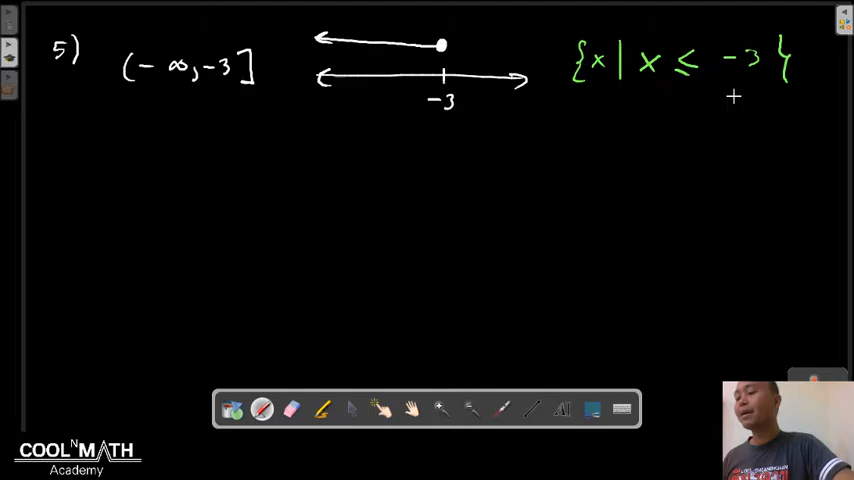 5) (- ∞, -3] {x | x ≤ -3}
-3
COOL N MATH
Academy